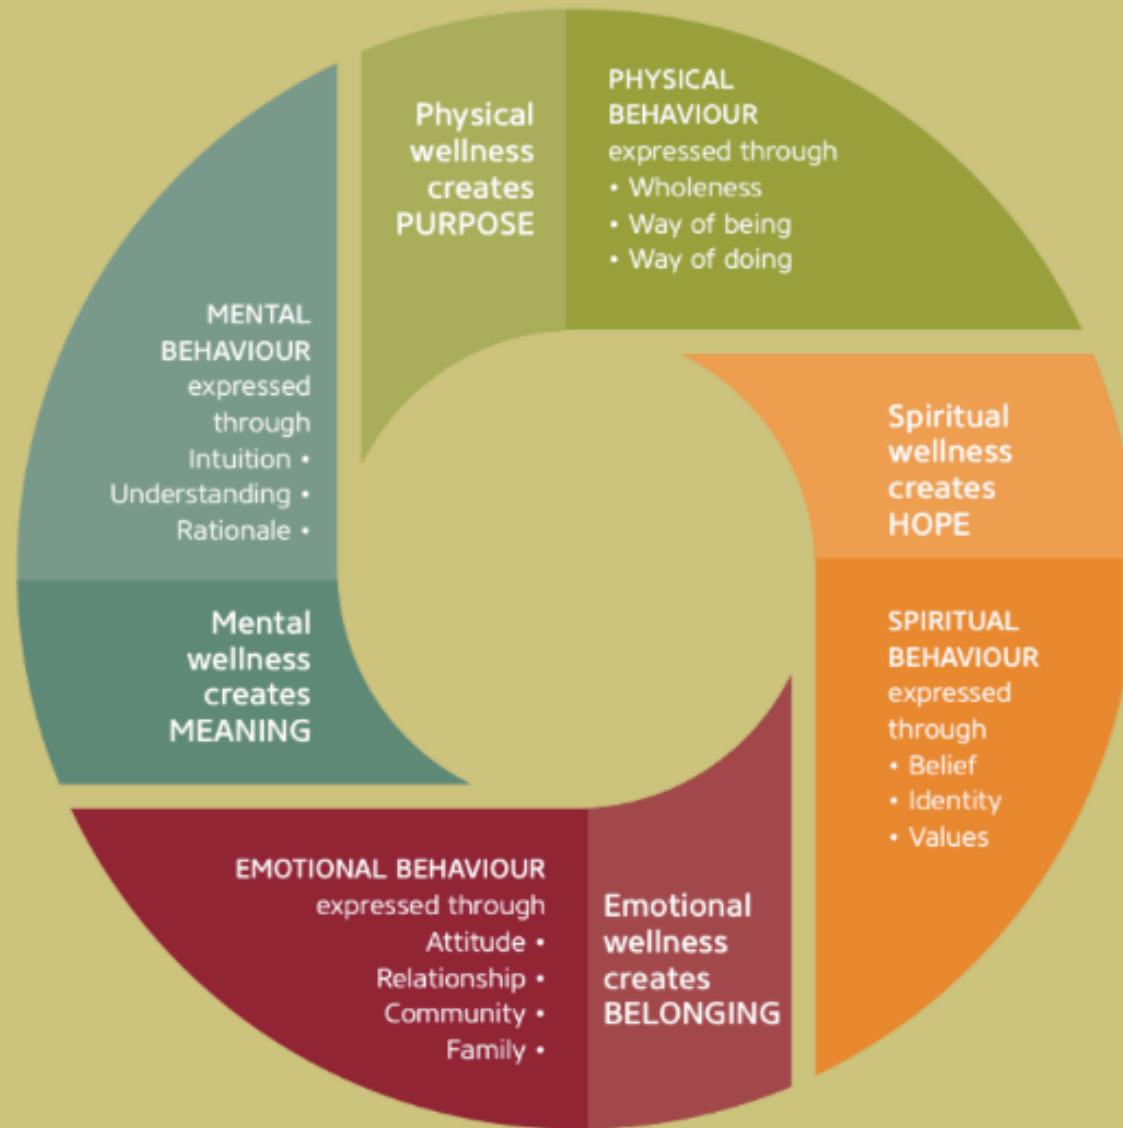 Physical
wellness
creates
PURPOSE
PHYSICAL
BEHAVIOUR
expressed through
• Wholeness
• Way of being
• Way of doing
Spiritual
wellness
creates
HOPE
SPIRITUAL
BEHAVIOUR
expressed
through
• Belief
• Identity
• Values
Emotional
wellness
creates
BELONGING
EMOTIONAL BEHAVIOUR
expressed through
Attitude •
Relationship •
Community •
Family •
Mental
wellness
creates
MEANING
MENTAL
BEHAVIOUR
expressed
through
Intuition •
Understanding •
Rationale •